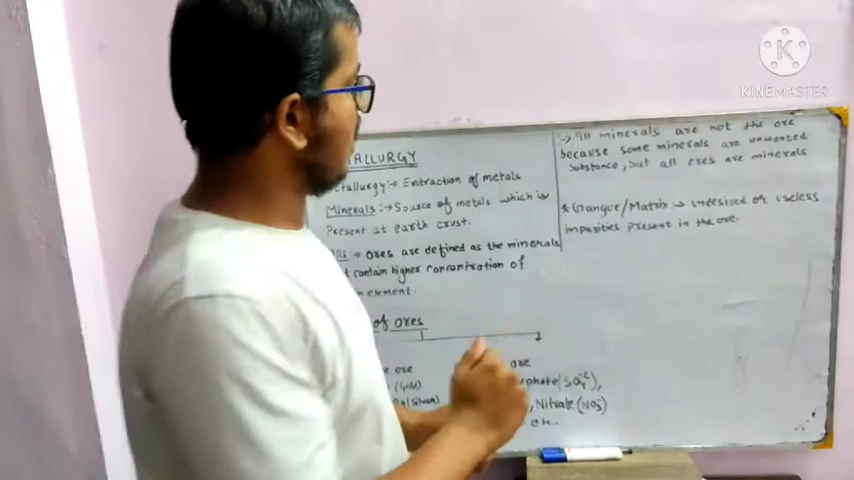 KINEMASTER
TALLURGY
etallurgy:→ Extraction of metals
Minerals:→ Source of metals which is
Present at earth crust.
→ ores are defined as the minerals
contain higher concentration of
element.
of ores
ore
ore
(Gold)
(Silver)
phate (SO₄⁻²),
Nitrate (NO₃⁻)
etc.
→ All minerals are not the ore
because some minerals are unwanted
substance, but all ores are minerals
*Gangue/Matrix → Undesired or useless
impurities present in the ore.